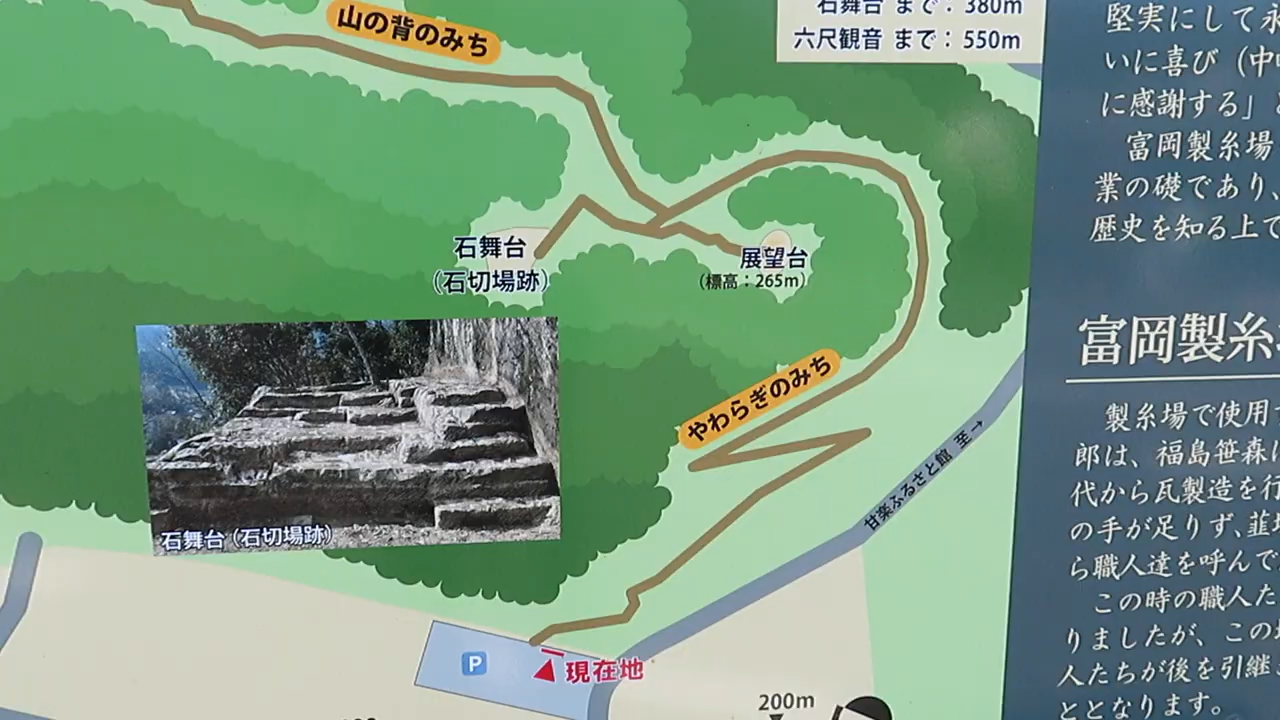 山の背のみち
石舞台 まで：380m
六尺観音 まで：550m
石舞台
（石切場跡）
展望台
（標高：265m）
やわらぎのみち
甘楽ふるさと館 至→
石舞台（石切場跡）
P
現在地
200m
堅実にして永
いに喜び（中
に感謝する」
富岡製糸場
業の礎であり、
歴史を知る上で
富岡製糸
製糸場で使用
郎は、福島笹森
代から瓦製造を行
の手が足りず、韮
ら職人達を呼んで
この時の職人た
りましたが、この
人たちが後を引継
ととなります。